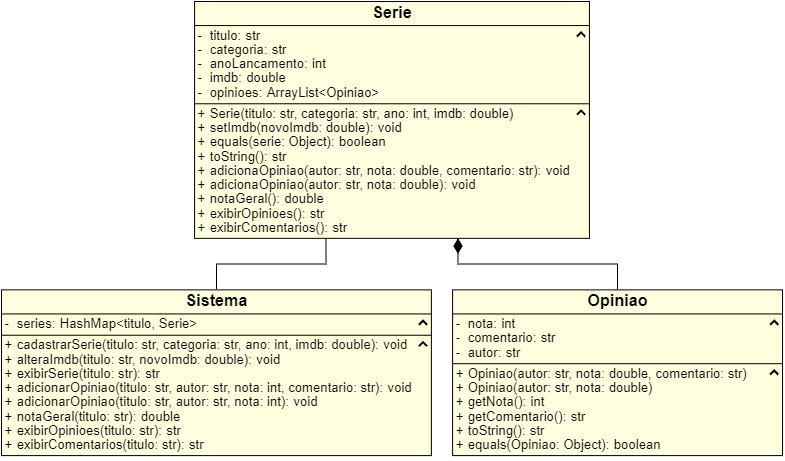 Serie
- titulo: str
- categoria: str
- anoLancamento: int
- imdb: double
- opinioes: ArrayList<Opiniao>
+ Serie(titulo: str, categoria: str, ano: int, imdb: double)
+ setImdb(novoImdb: double): void
+ equals(serie: Object): boolean
+ toString(): str
+ adicionaOpiniao(autor: str, nota: double, comentario: str): void
+ adicionaOpiniao(autor: str, nota: double): void
+ notaGeral(): double
+ exibirOpinioes(): str
+ exibirComentarios(): str
Sistema
- series: HashMap<titulo, Serie>
+ cadastrarSerie(titulo: str, categoria: str, ano: int, imdb: double): void
+ alteraImdb(titulo: str, novoImdb: double): void
+ exibirSerie(titulo: str): str
+ adicionarOpiniao(titulo: str, autor: str, nota: int, comentario: str): void
+ adicionarOpiniao(titulo: str, autor: str, nota: int): void
+ notaGeral(titulo: str): double
+ exibirOpinioes(titulo: str): str
+ exibirComentarios(titulo: str): str
Opiniao
- nota: int
- comentario: str
- autor: str
+ Opiniao(autor: str, nota: double, comentario: str)
+ Opiniao(autor: str, nota: double)
+ getNota(): int
+ getComentario(): str
+ toString(): str
+ equals(Opiniao: Object): boolean